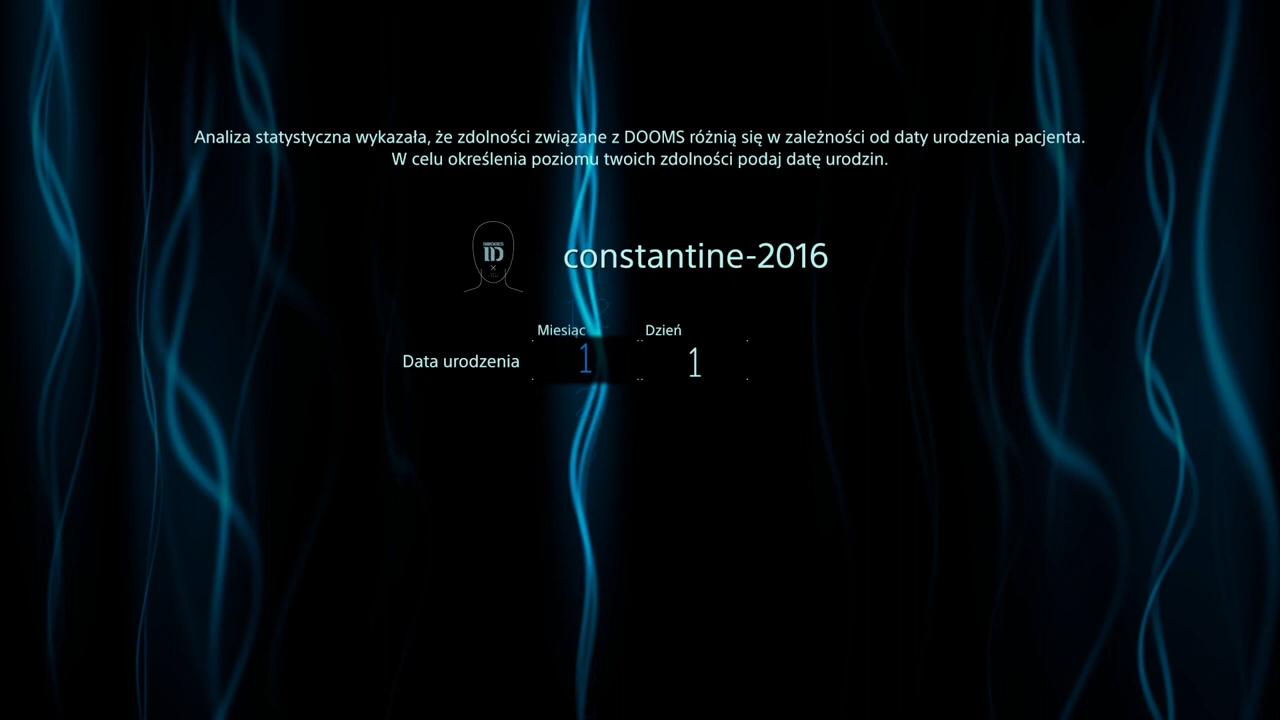 Analiza statystyczna wykazała, że zdolności związane z DOOMS różnią się w zależności od daty urodzenia pacjenta.
W celu określenia poziomu twoich zdolności podaj datę urodzin.
BRIDGES
constantine-2016
Miesiąc Dzień
Data urodzenia 1 1